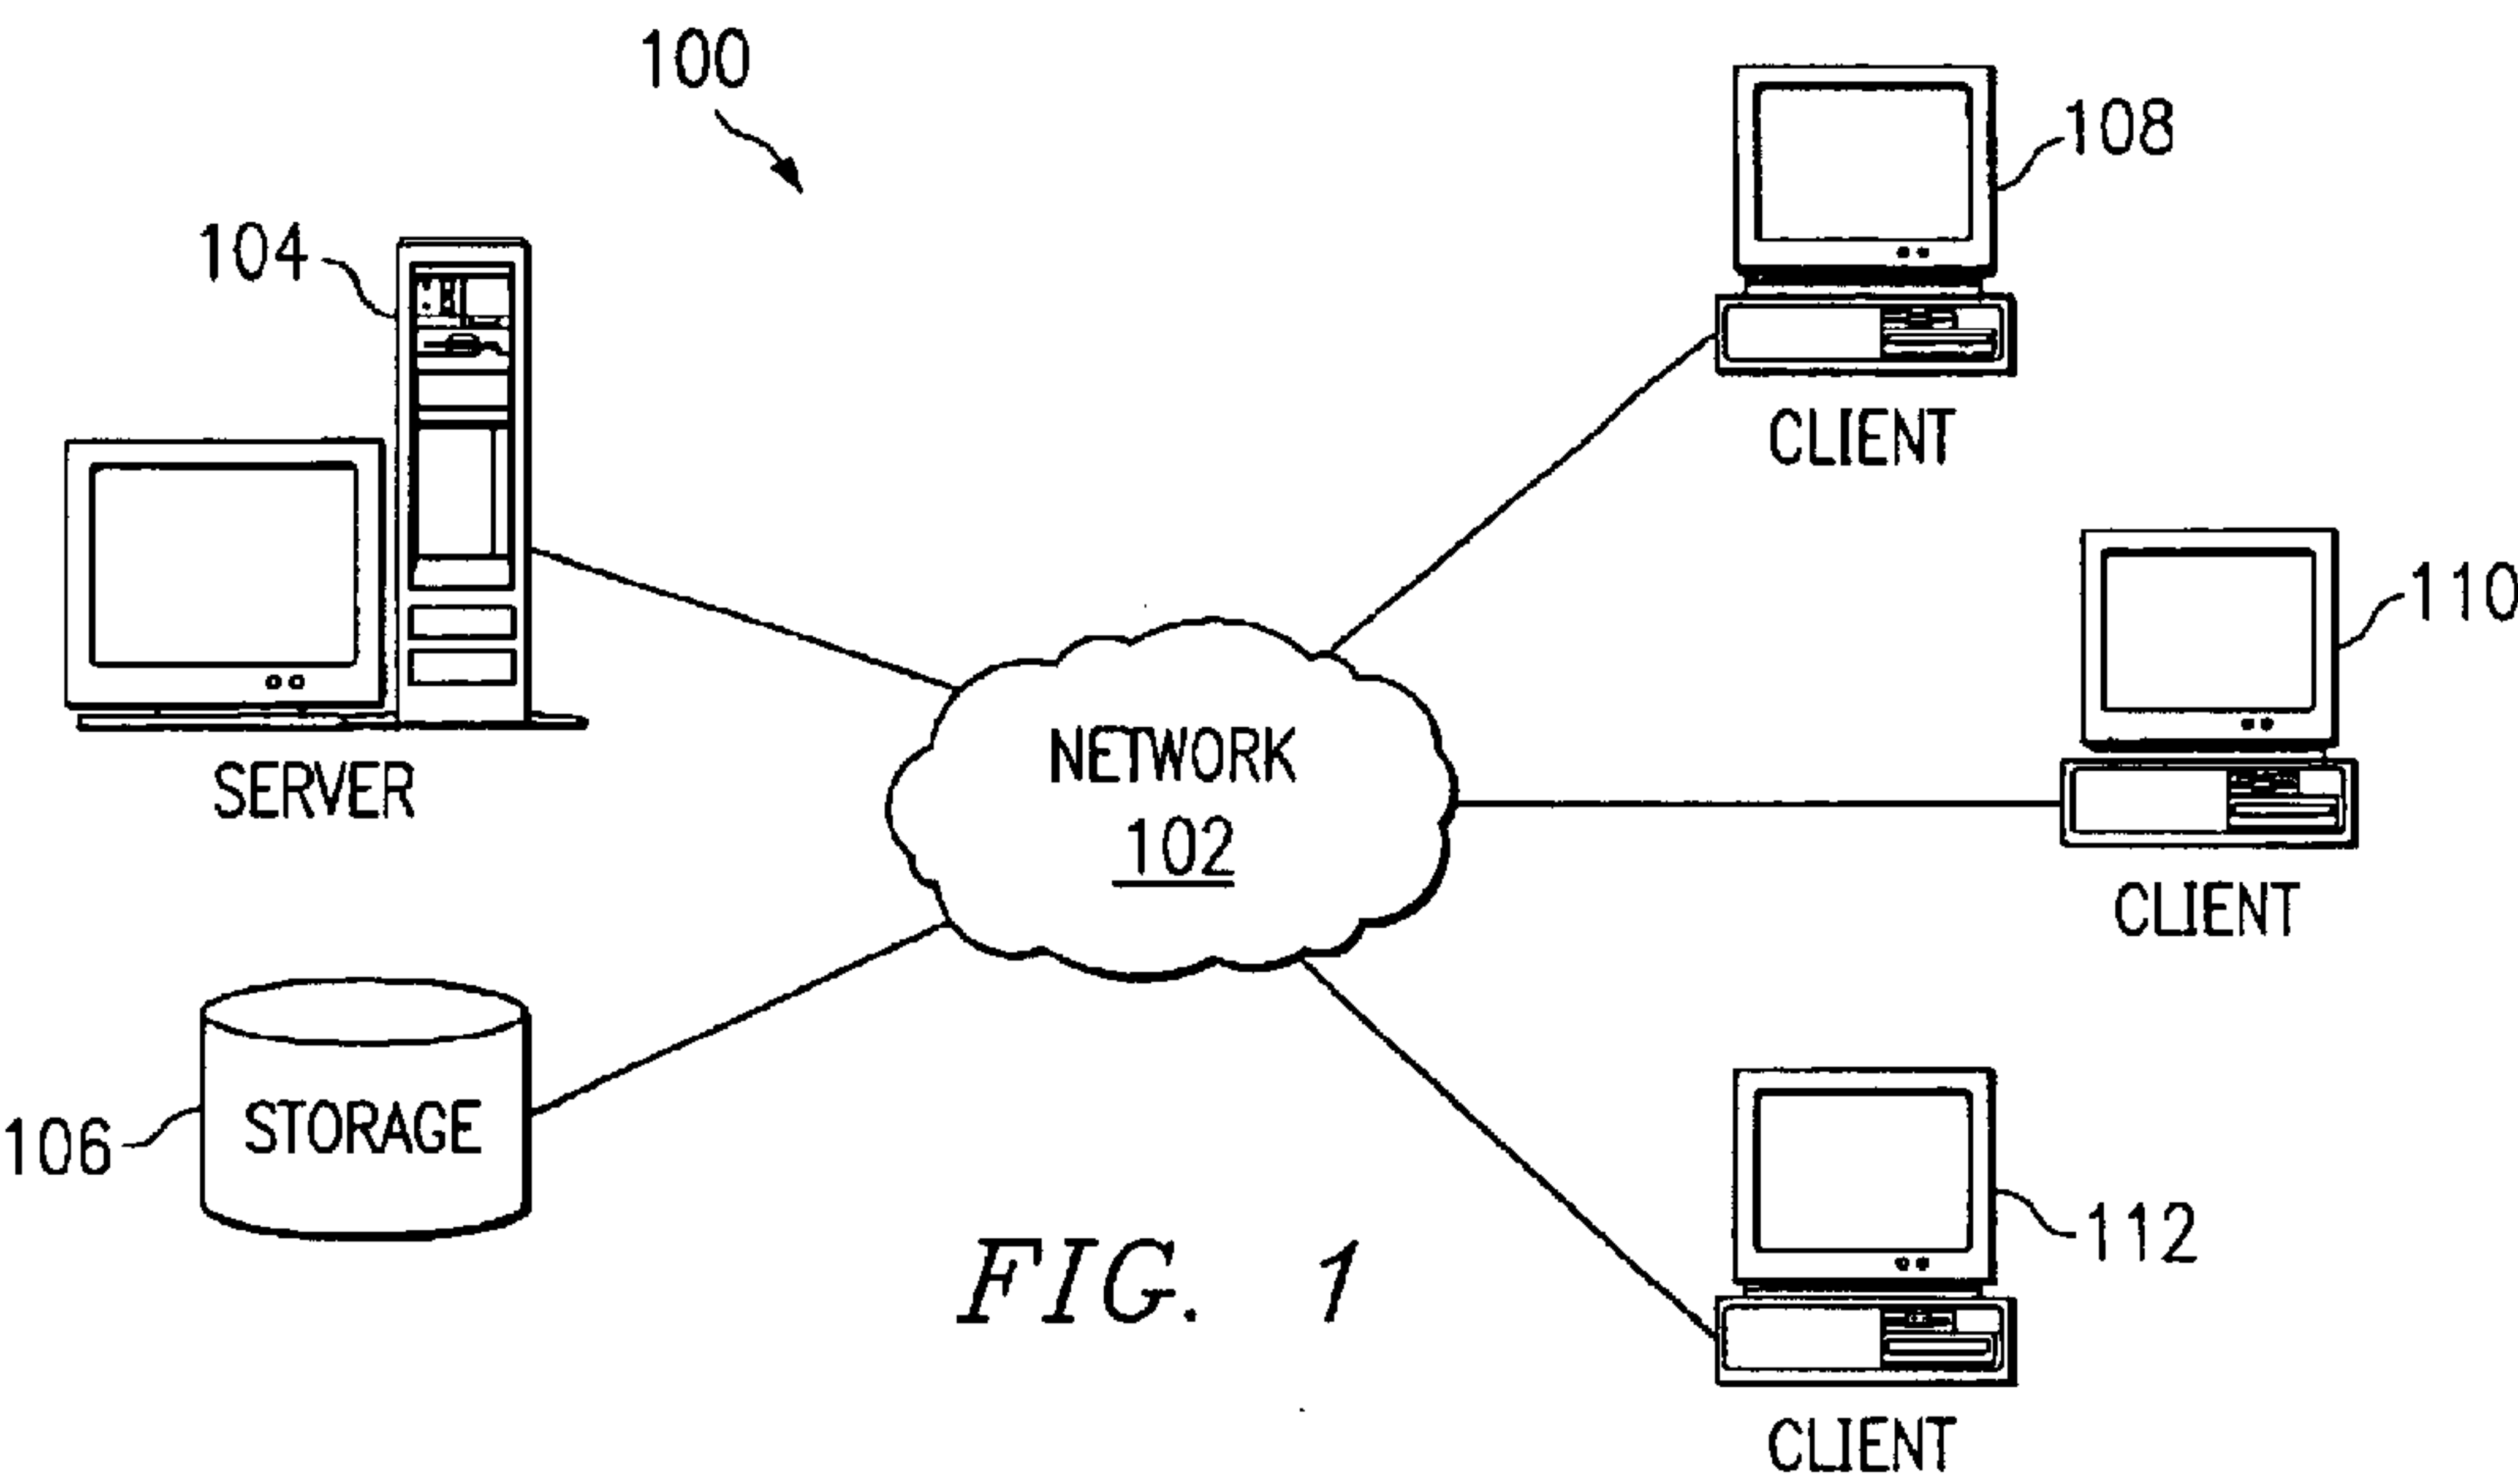 100
108
104
CLIENT
110
NETWORK
102
SERVER
CLIENT
STORAGE
106
112
FIG. 1
CLIENT